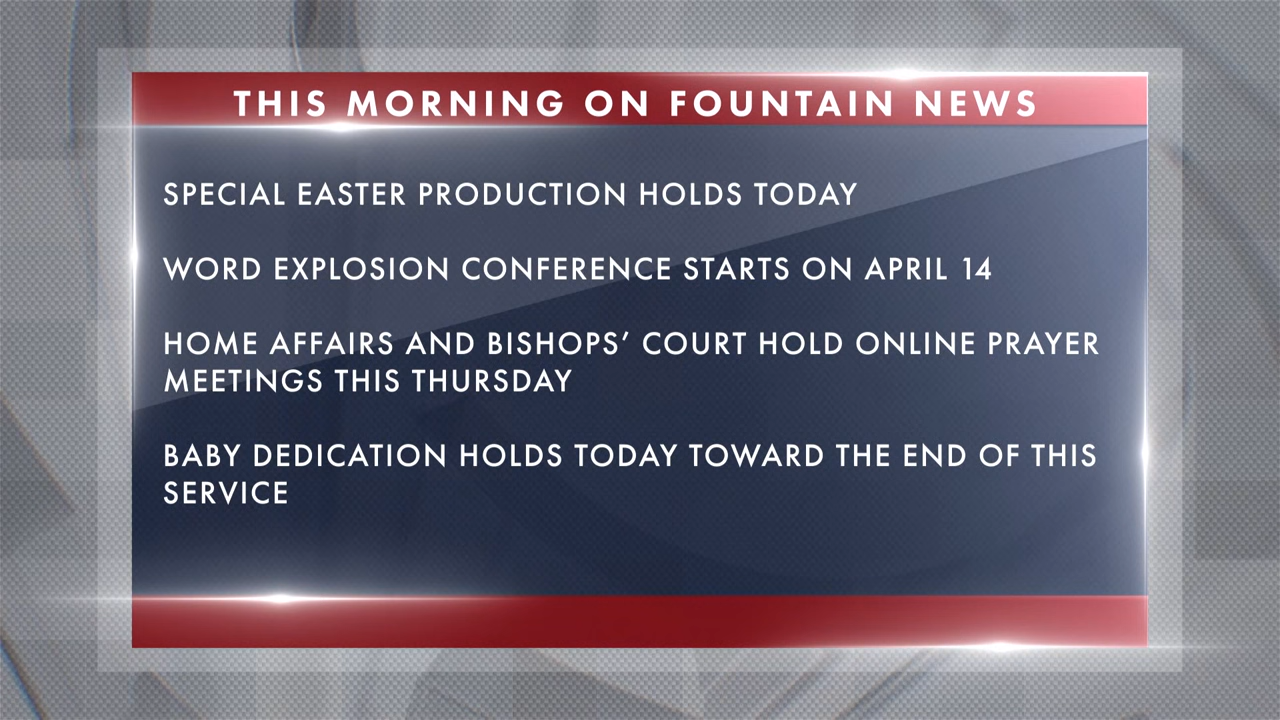 THIS MORNING ON FOUNTAIN NEWS
SPECIAL EASTER PRODUCTION HOLDS TODAY
WORD EXPLOSION CONFERENCE STARTS ON APRIL 14
HOME AFFAIRS AND BISHOPS’ COURT HOLD ONLINE PRAYER
MEETINGS THIS THURSDAY
BABY DEDICATION HOLDS TODAY TOWARD THE END OF THIS
SERVICE